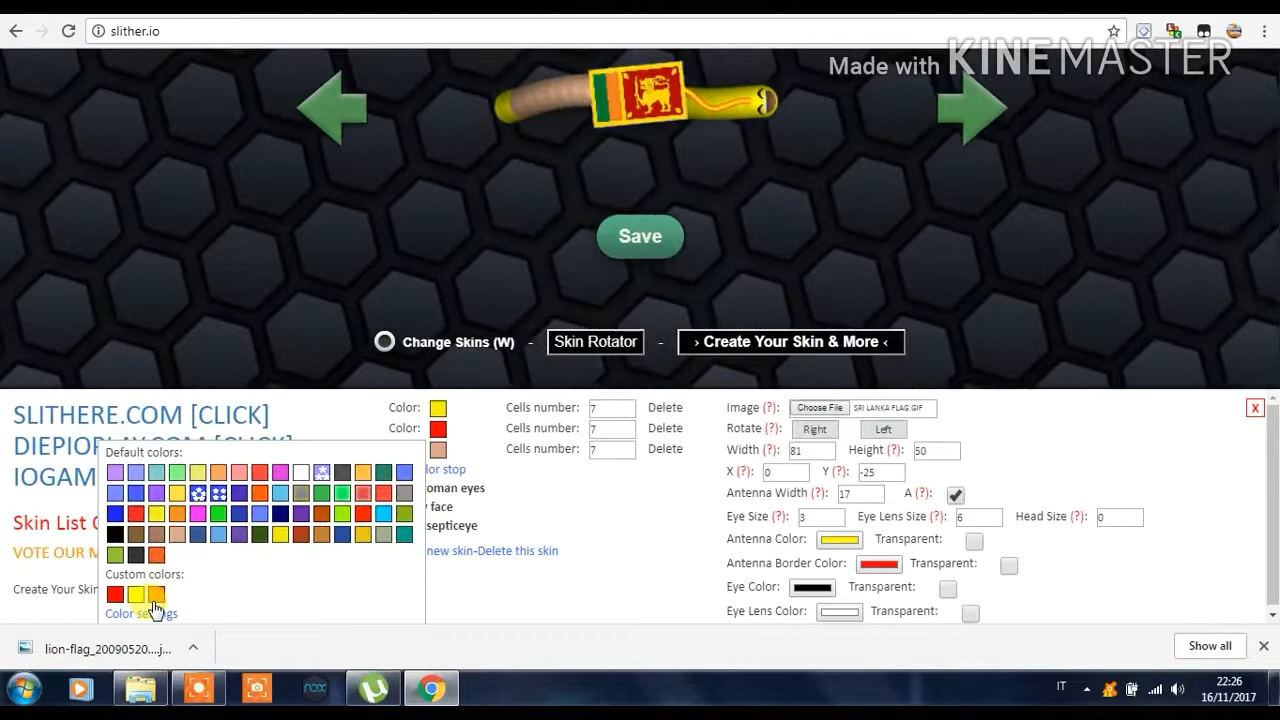 slither.io
Made with KINEMASTER
Save
Change Skins (W) - Skin Rotator - › Create Your Skin & More ‹
SLITHERE.COM [CLICK]
IOGAM
Skin List
VOTE OUR M
Create Your Skin
Default colors:
Custom colors:
Color settings
Color: Cells number: 7 Delete
Color: Cells number: 7 Delete
Cells number: 7 Delete
lor stop
oman eyes
face
septiceye
new skin-Delete this skin
Image (?): Choose File SRI LANKA FLAG.GIF
X
Rotate (?): Right Left
Width (?): 81 Height (?): 50
X (?): 0 Y (?): -25
Antenna Width (?): 17 A (?):
Eye Size (?): 3 Eye Lens Size (?): 6 Head Size (?): 0
Antenna Color: Transparent:
Antenna Border Color: Transparent:
Eye Color: Transparent:
Eye Lens Color: Transparent:
lion-flag_20090520....j...
Show all
nox
IT
22:26
16/11/2017